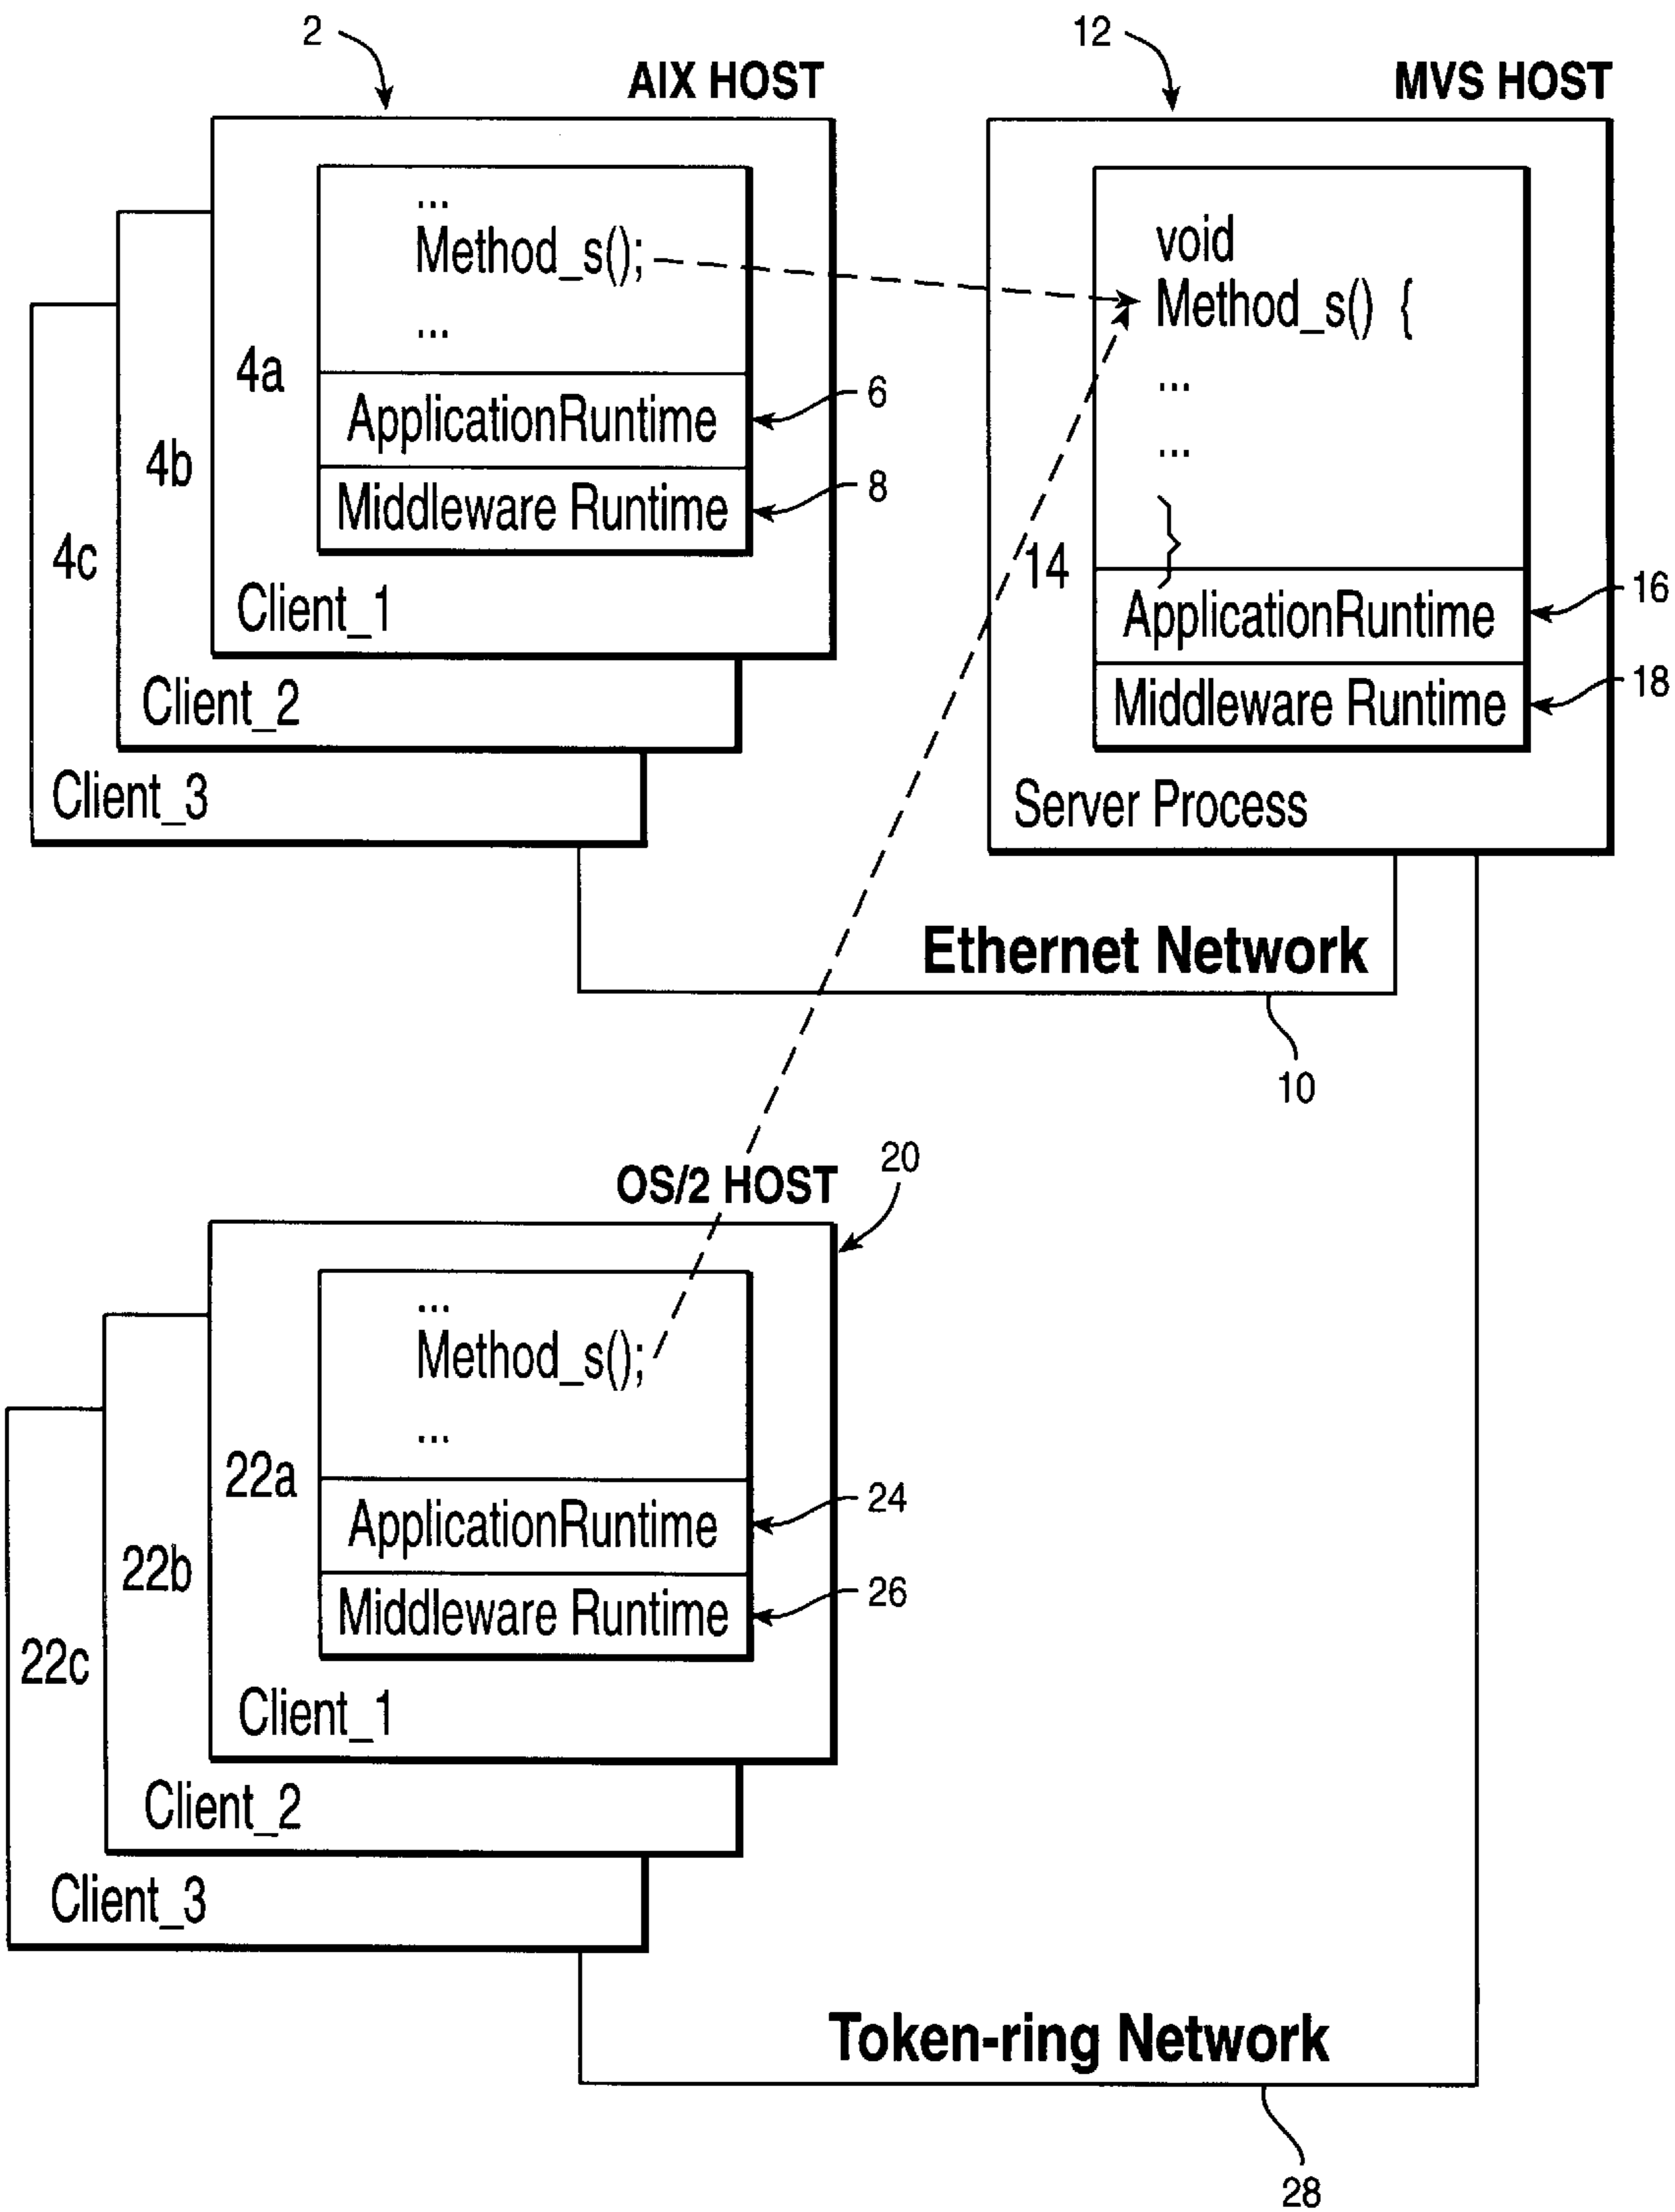 2
AIX HOST
...
Method_s();
...
4a
ApplicationRuntime
6
Middleware Runtime
8
Client_1
4b
Client_2
4c
Client_3
12
MVS HOST
void
Method_s() {
...
...
}
14
ApplicationRuntime
16
Middleware Runtime
18
Server Process
Ethernet Network
10
OS/2 HOST
20
...
Method_s();
...
22a
ApplicationRuntime
24
Middleware Runtime
26
Client_1
22b
Client_2
22c
Client_3
Token-ring Network
28